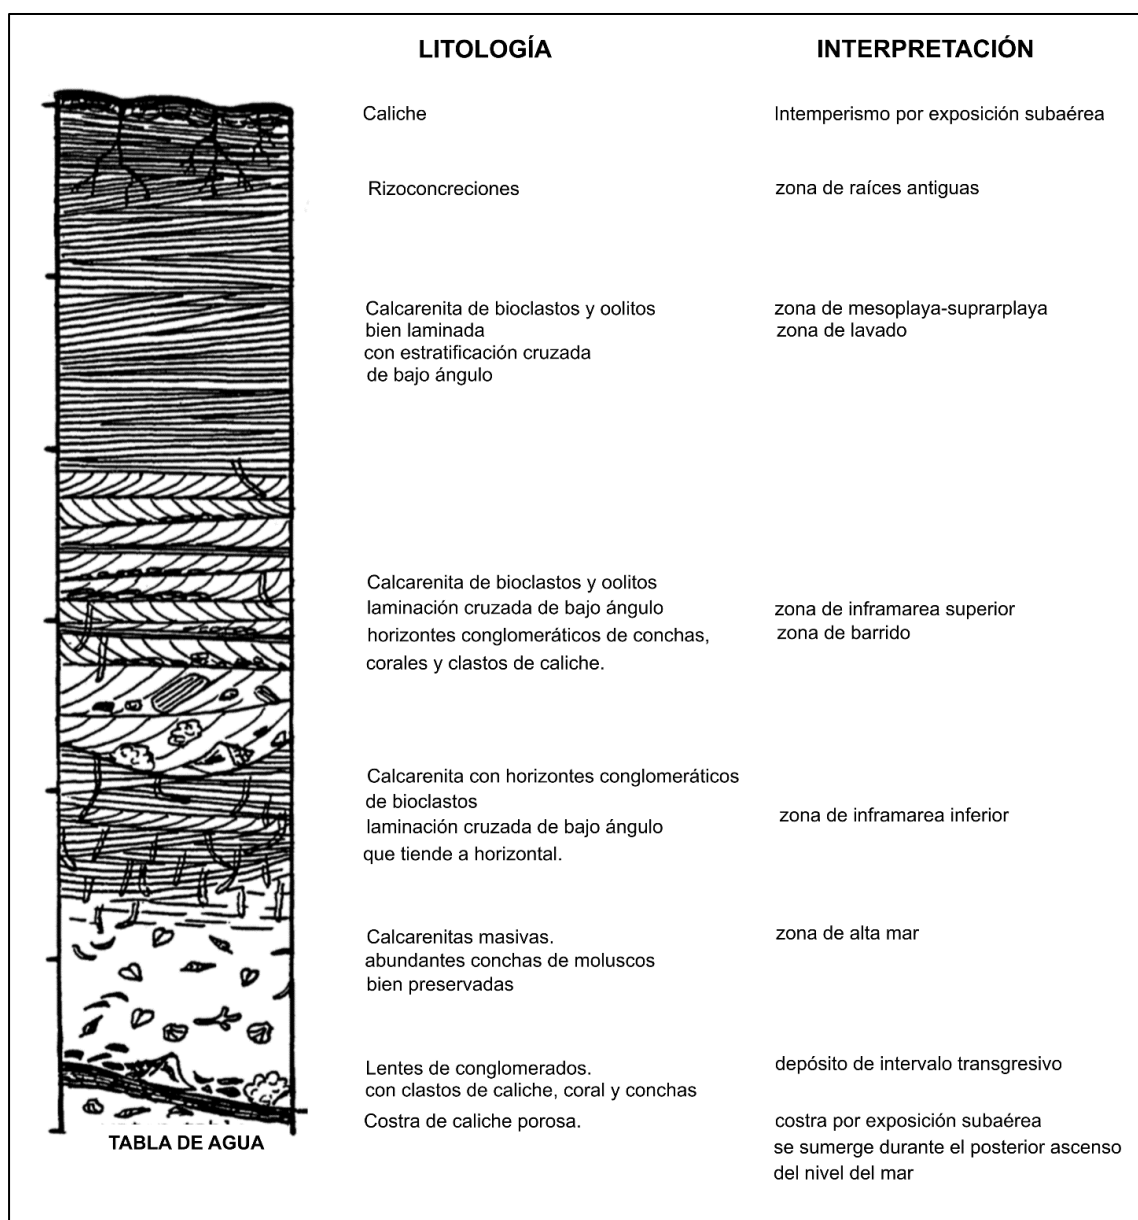 LITOLOGÍA
INTERPRETACIÓN
Caliche
Intemperismo por exposición subaérea
Rizoconcreciones
zona de raíces antiguas
Calcarenita de bioclastos y oolitos
bien laminada
con estratificación cruzada
de bajo ángulo
zona de mesoplaya-suprarplaya
zona de lavado
Calcarenita de bioclastos y oolitos
laminación cruzada de bajo ángulo
horizontes conglomeráticos de conchas,
corales y clastos de caliche.
zona de inframarea superior
zona de barrido
Calcarenita con horizontes conglomeráticos
de bioclastos
laminación cruzada de bajo ángulo
que tiende a horizontal.
zona de inframarea inferior
Calcarenitas masivas.
abundantes conchas de moluscos
bien preservadas
zona de alta mar
Lentes de conglomerados.
con clastos de caliche, coral y conchas
depósito de intervalo transgresivo
Costra de caliche porosa.
costra por exposición subaérea
se sumerge durante el posterior ascenso
del nivel del mar
TABLA DE AGUA